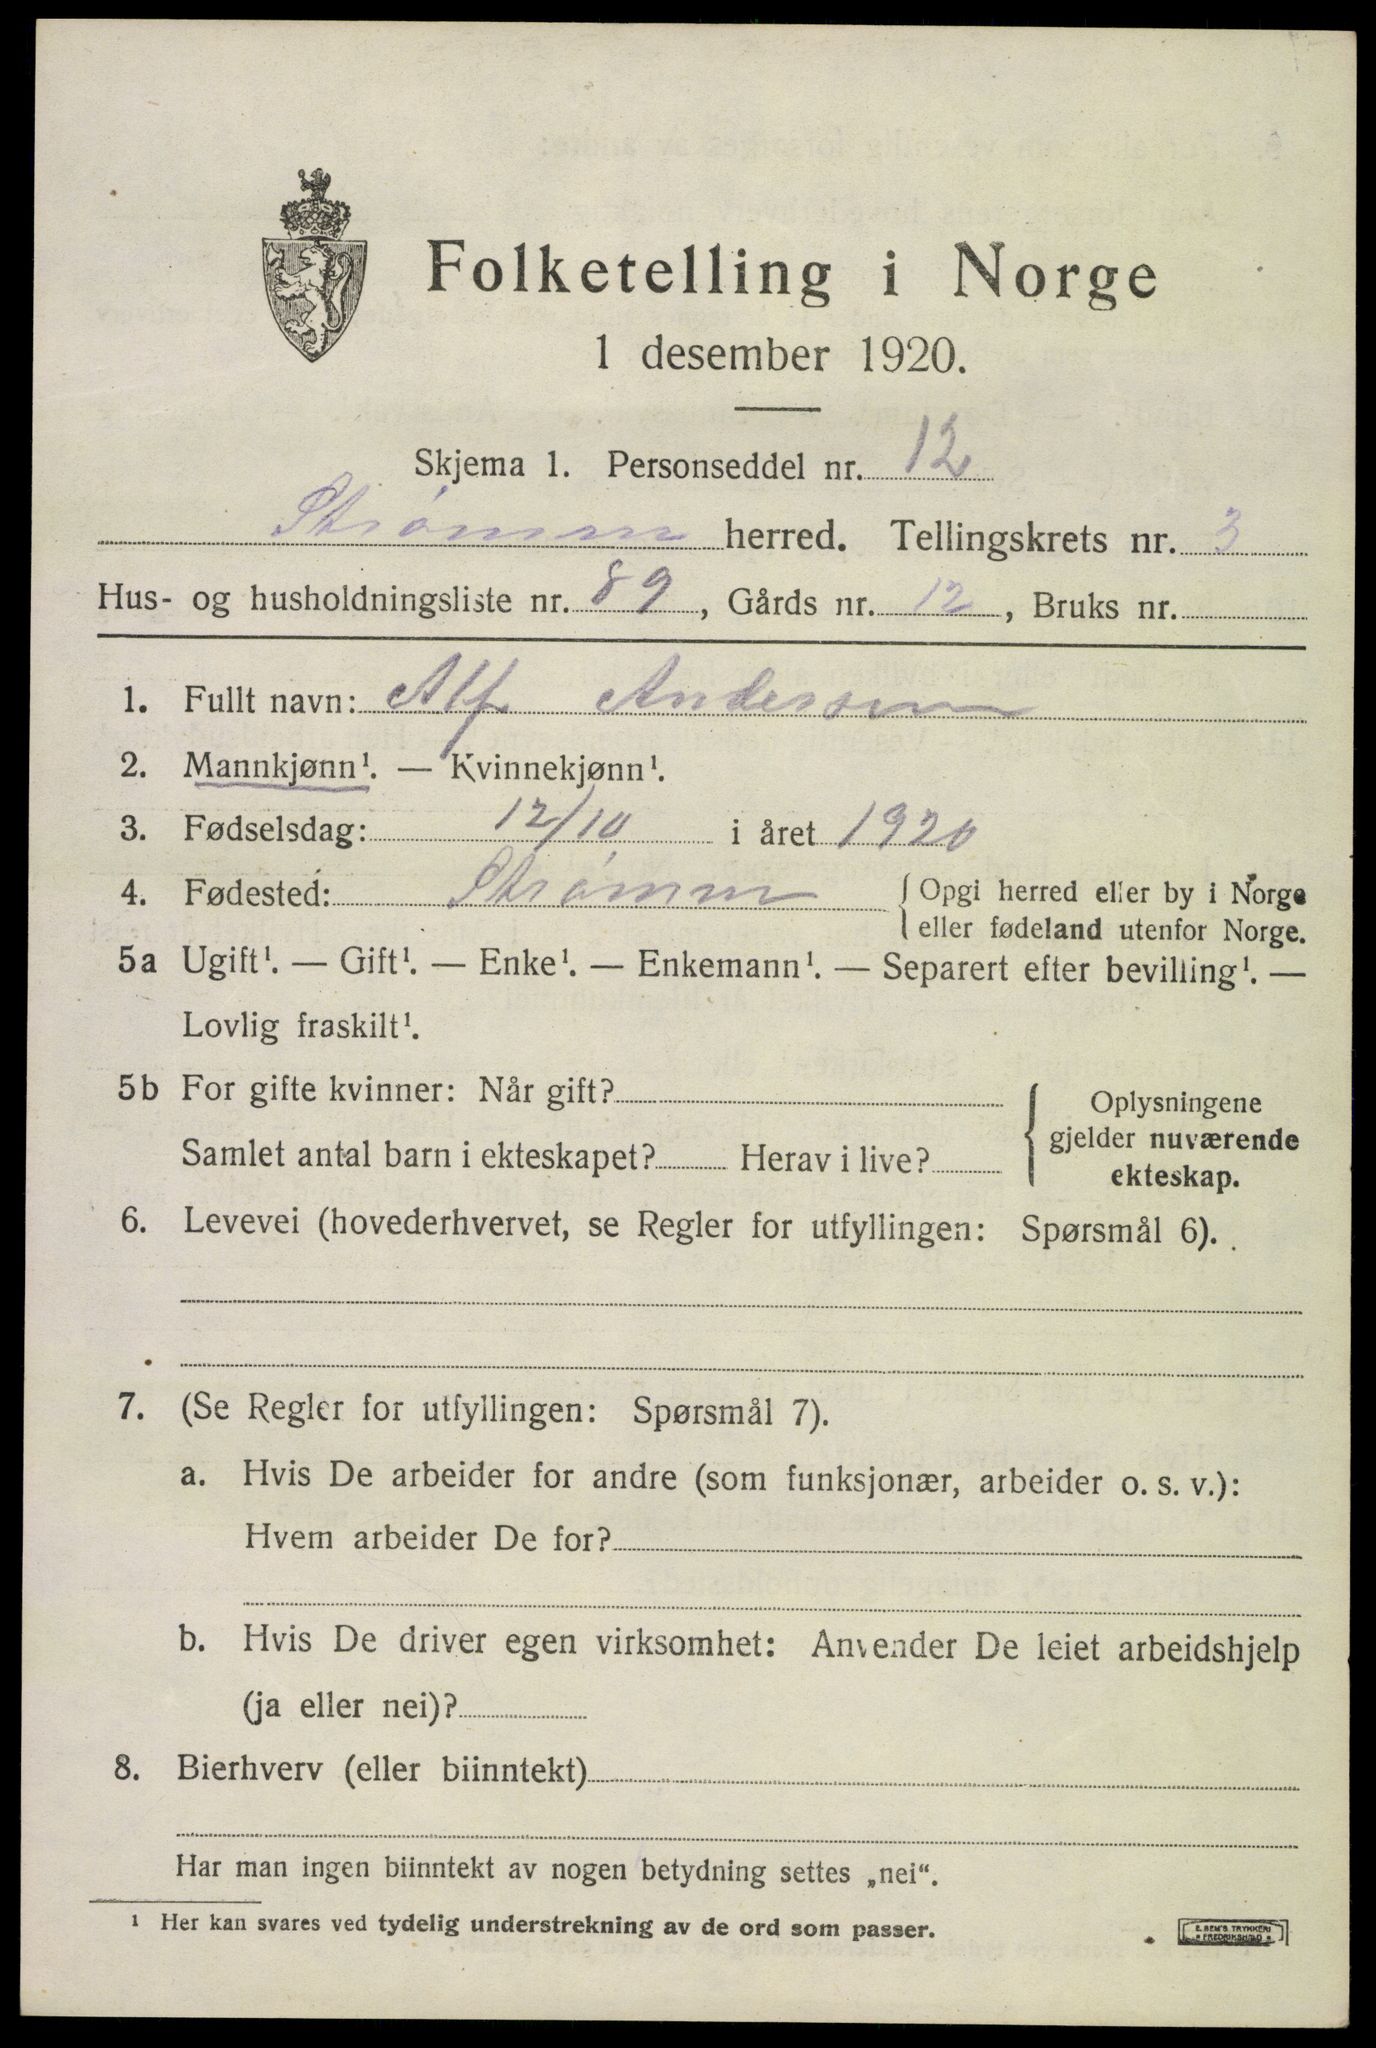 Folketelling i Norge
1 desember 1920.
Skjema 1. Personseddel nr. 12
Strømm herred. Tellingskrets nr. 3
Hus- og husholdningsliste nr. 89, Gårds nr. 12, Bruks nr.
1. Fullt navn: Alf Andersen
2. Mannkjønn¹. — Kvinnekjønn¹.
3. Fødselsdag: 12/10 i året 1920
4. Fødested: Strømm { Opgi herred eller by i Norge
eller fødeland utenfor Norge.
5a Ugift¹. — Gift¹. — Enke¹. — Enkemann¹. — Separert efter bevilling¹. —
Lovlig fraskilt¹.
5b For gifte kvinner: Når gift?
Samlet antal barn i ekteskapet? Herav i live?
{ Oplysningene
gjelder nuværende
ekteskap.
6. Levevei (hovederhvervet, se Regler for utfyllingen: Spørsmål 6).
7. (Se Regler for utfyllingen: Spørsmål 7).
a. Hvis De arbeider for andre (som funksjonær, arbeider o. s. v.):
Hvem arbeider De for?
b. Hvis De driver egen virksomhet: Anvender De leiet arbeidshjelp
(ja eller nei)?
8. Bierhverv (eller biinntekt)
Har man ingen biinntekt av nogen betydning settes „nei“.
¹ Her kan svares ved tydelig understrekning av de ord som passer.
E. SEM'S TRYKKERI
FREDRIKSHALD